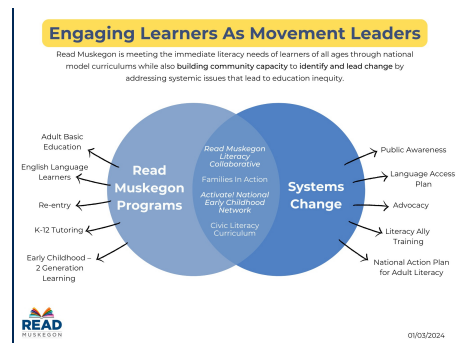 Engaging Learners As Movement Leaders
Read Muskegon is meeting the immediate literacy needs of learners of all ages through national
model curriculums while also building community capacity to identify and lead change by
addressing systemic issues that lead to education inequity.
Adult Basic
Education
English Language
Learners
Re-entry
K-12 Tutoring
Early Childhood –
2 Generation
Learning
Read
Muskegon
Programs
Read Muskegon
Literacy
Collaborative
Families In Action
Activate! National
Early Childhood
Network
Civic Literacy
Curriculum
Systems
Change
Public Awareness
Language Access
Plan
Advocacy
Literacy Ally
Training
National Action Plan
for Adult Literacy
READ
MUSKEGON
01/03/2024